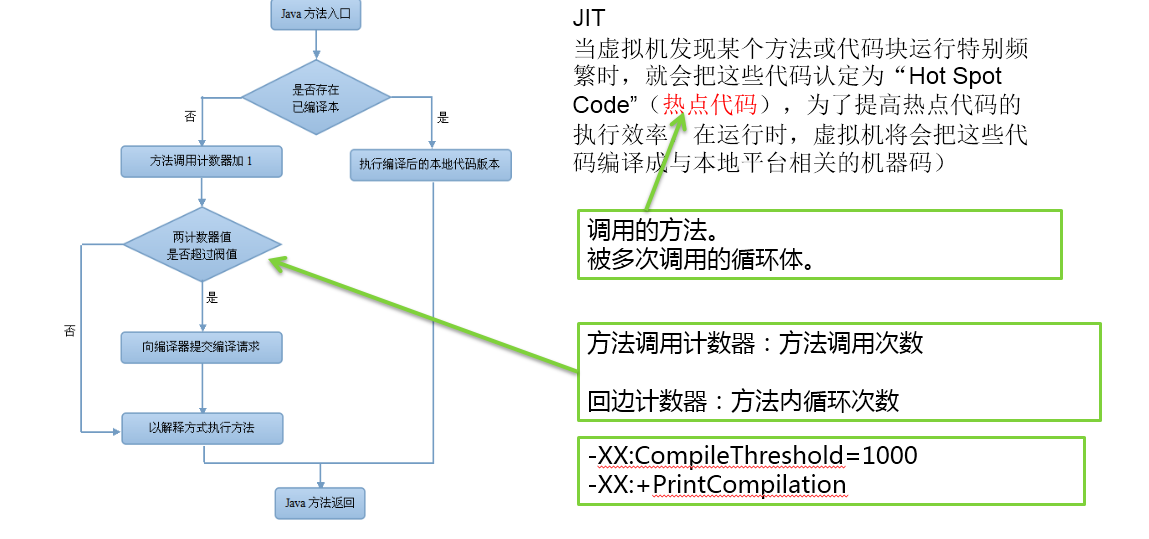 Java 方法入口
是否存在
已编译本
否
是
方法调用计数器加 1
执行编译后的本地代码版本
两计数器值
是否超过阀值
是
否
向编译器提交编译请求
以解释方式执行方法
Java 方法返回
JIT
当虚拟机发现某个方法或代码块运行特别频
繁时，就会把这些代码认定为“Hot Spot
Code”（热点代码），为了提高热点代码的
执行效率，在运行时，虚拟机将会把这些代
码编译成与本地平台相关的机器码）
调用的方法。
被多次调用的循环体。
方法调用计数器：方法调用次数
回边计数器：方法内循环次数
-XX:CompileThreshold=1000
-XX:+PrintCompilation